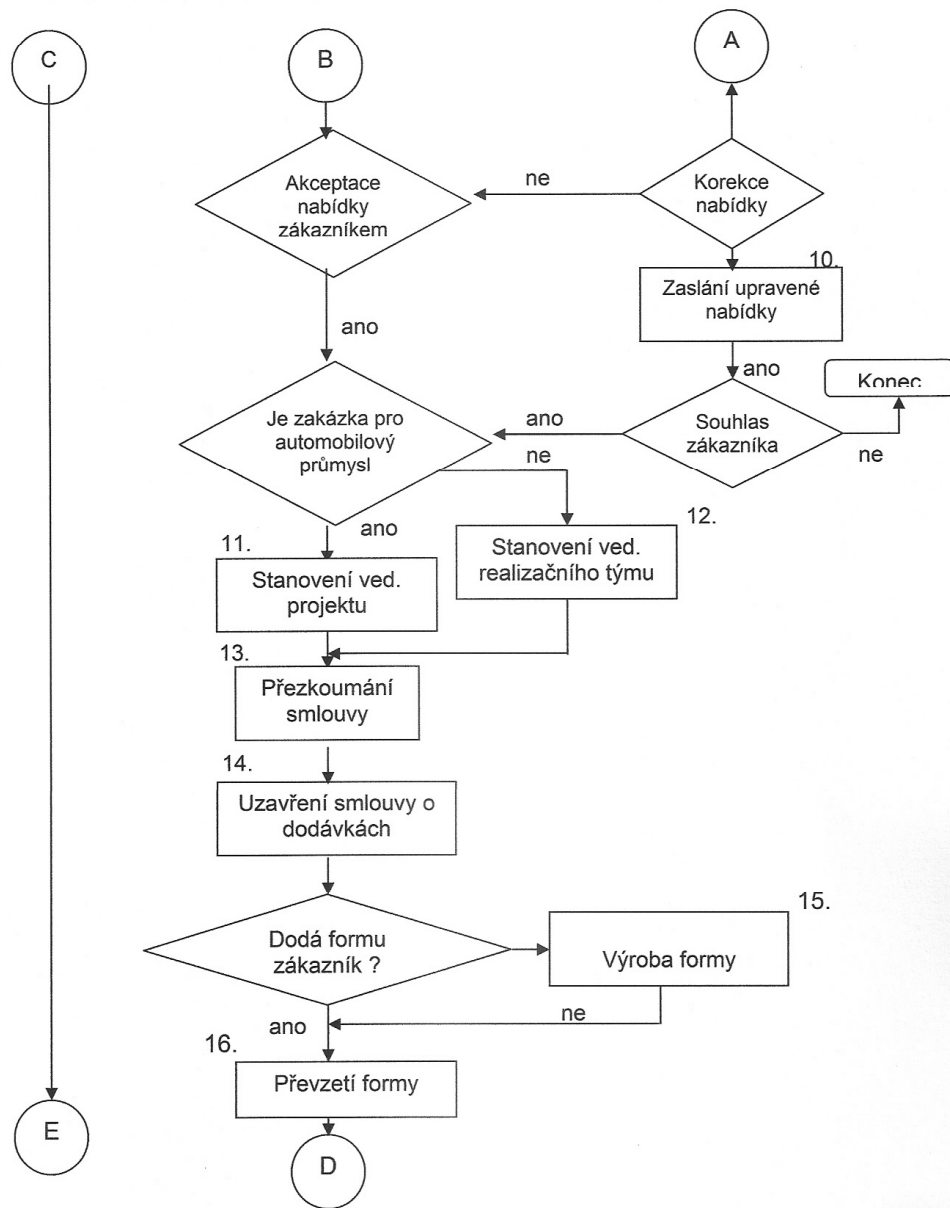 C
B
A
Akceptace
nabídky
zákazníkem
ne
Korekce
nabídky
10.
Zaslání upravené
nabídky
ano
ano
Konec
Je zakázka pro
automobilový
průmysl
ano
Souhlas
zákazníka
ne
ne
ano
11.
Stanovení ved.
projektu
12.
Stanovení ved.
realizačního týmu
13.
Přezkoumání
smlouvy
14.
Uzavření smlouvy o
dodávkách
Dodá formu
zákazník ?
15.
Výroba formy
ano
ne
16.
Převzetí formy
E
D